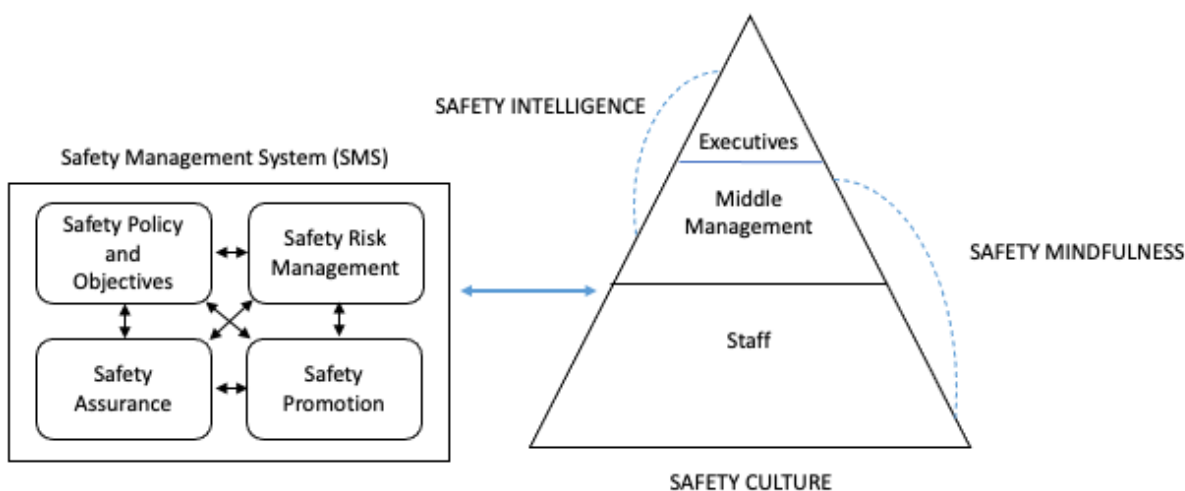 Safety Management System (SMS)
Safety Policy
and
Objectives
Safety Risk
Management
Safety
Assurance
Safety
Promotion
SAFETY INTELLIGENCE
Executives
Middle
Management
Staff
SAFETY MINDFULNESS
SAFETY CULTURE